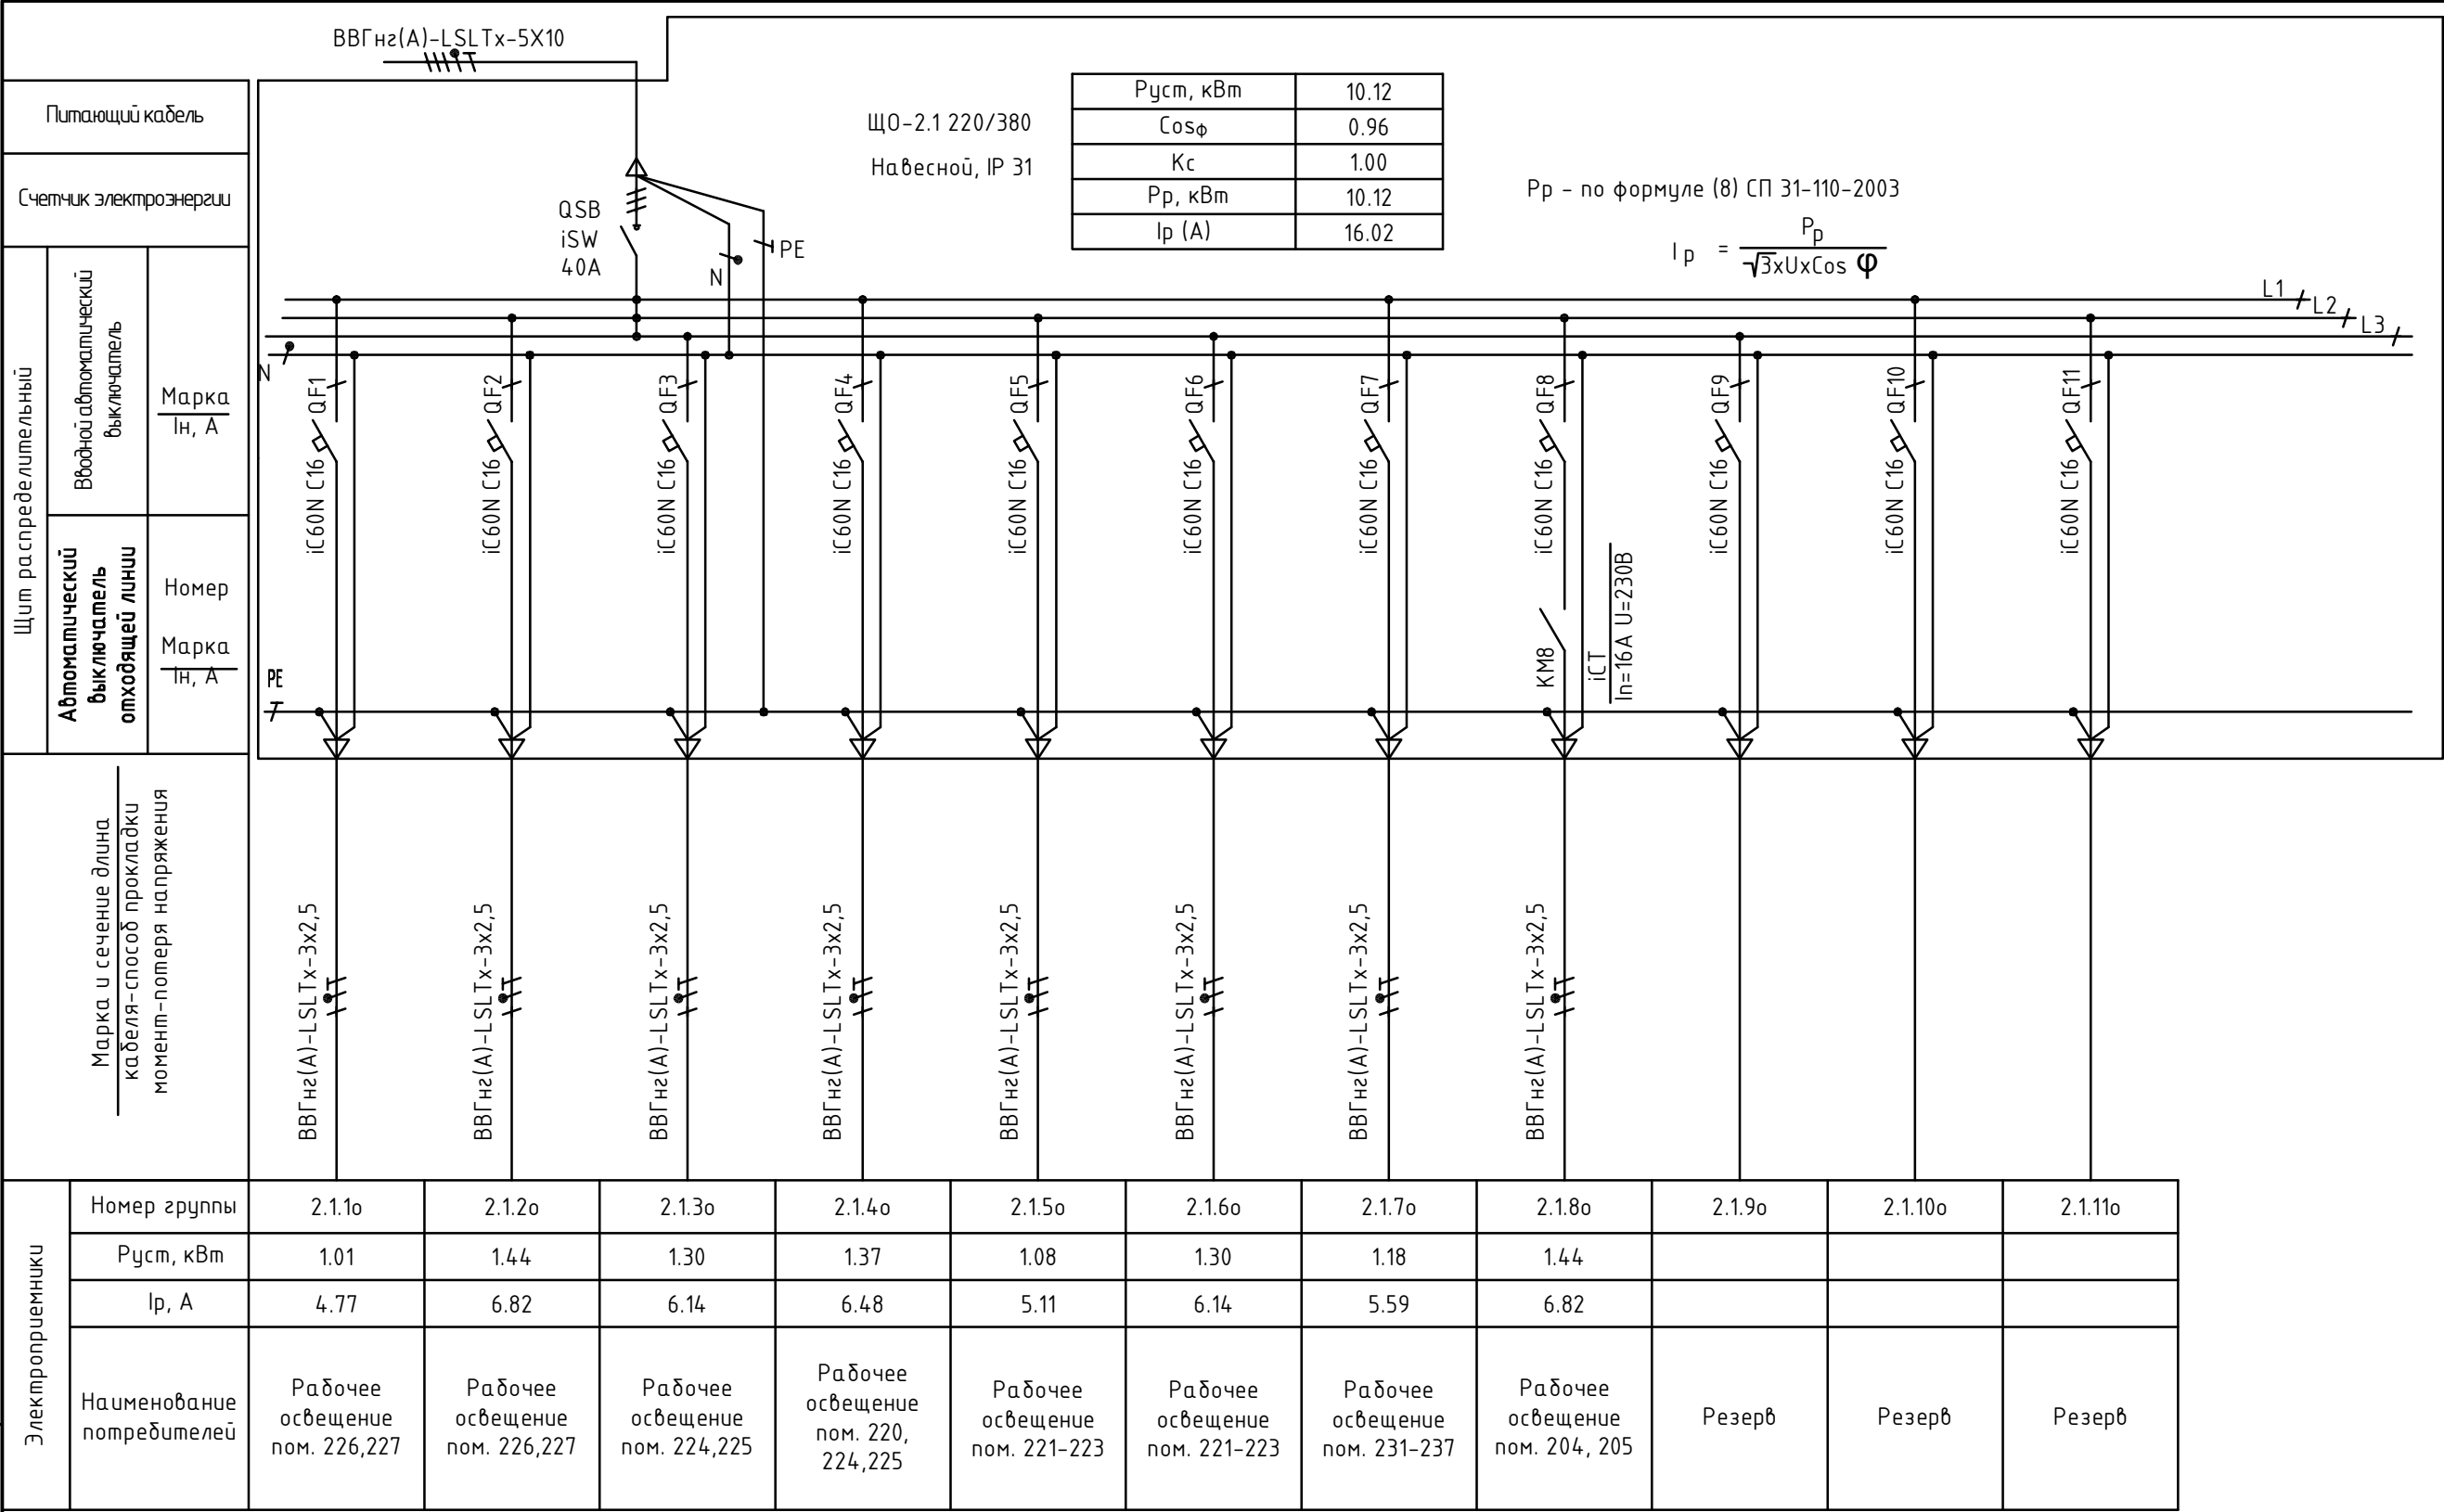 ВВГнг(А)-LSLTx-5X10
Питающий кабель
Счетчик электроэнергии
Щит распределительный
Вводной автоматический
выключатель
Марка
Iн, А
Автоматический
выключатель
отходящей линии
Номер
Марка
Iн, А
Марка и сечение длина
кабеля-способ прокладки
момент-потеря напряжения
ЩО-2.1 220/380
Навесной, IP 31
Руст, кВт 10.12
Cosφ 0.96
Кс 1.00
Рр, кВт 10.12
Iр (А) 16.02
Рр - по формуле (8) СП 31-110-2003
Iр = Рр
√3xUxCos φ
QSB
iSW
40A
N
PE
L1
L2
L3
N
QF1
iC60N C16
QF2
iC60N C16
QF3
iC60N C16
QF4
iC60N C16
QF5
iC60N C16
QF6
iC60N C16
QF7
iC60N C16
QF8
iC60N C16
QF9
iC60N C16
QF10
iC60N C16
QF11
iC60N C16
KM8
iCT
In=16A U=230В
PE
ВВГнг(А)-LSLTx-3x2,5
ВВГнг(А)-LSLTx-3x2,5
ВВГнг(А)-LSLTx-3x2,5
ВВГнг(А)-LSLTx-3x2,5
ВВГнг(А)-LSLTx-3x2,5
ВВГнг(А)-LSLTx-3x2,5
ВВГнг(А)-LSLTx-3x2,5
ВВГнг(А)-LSLTx-3x2,5
Электроприемники
Номер группы 2.1.1о 2.1.2о 2.1.3о 2.1.4о 2.1.5о 2.1.6о 2.1.7о 2.1.8о 2.1.9о 2.1.10о 2.1.11о
Руст, кВт 1.01 1.44 1.30 1.37 1.08 1.30 1.18 1.44
Iр, А 4.77 6.82 6.14 6.48 5.11 6.14 5.59 6.82
Наименование
потребителей
Рабочее
освещение
пом. 226,227
Рабочее
освещение
пом. 226,227
Рабочее
освещение
пом. 224,225
Рабочее
освещение
пом. 220,
224,225
Рабочее
освещение
пом. 221-223
Рабочее
освещение
пом. 221-223
Рабочее
освещение
пом. 231-237
Рабочее
освещение
пом. 204, 205
Резерв
Резерв
Резерв